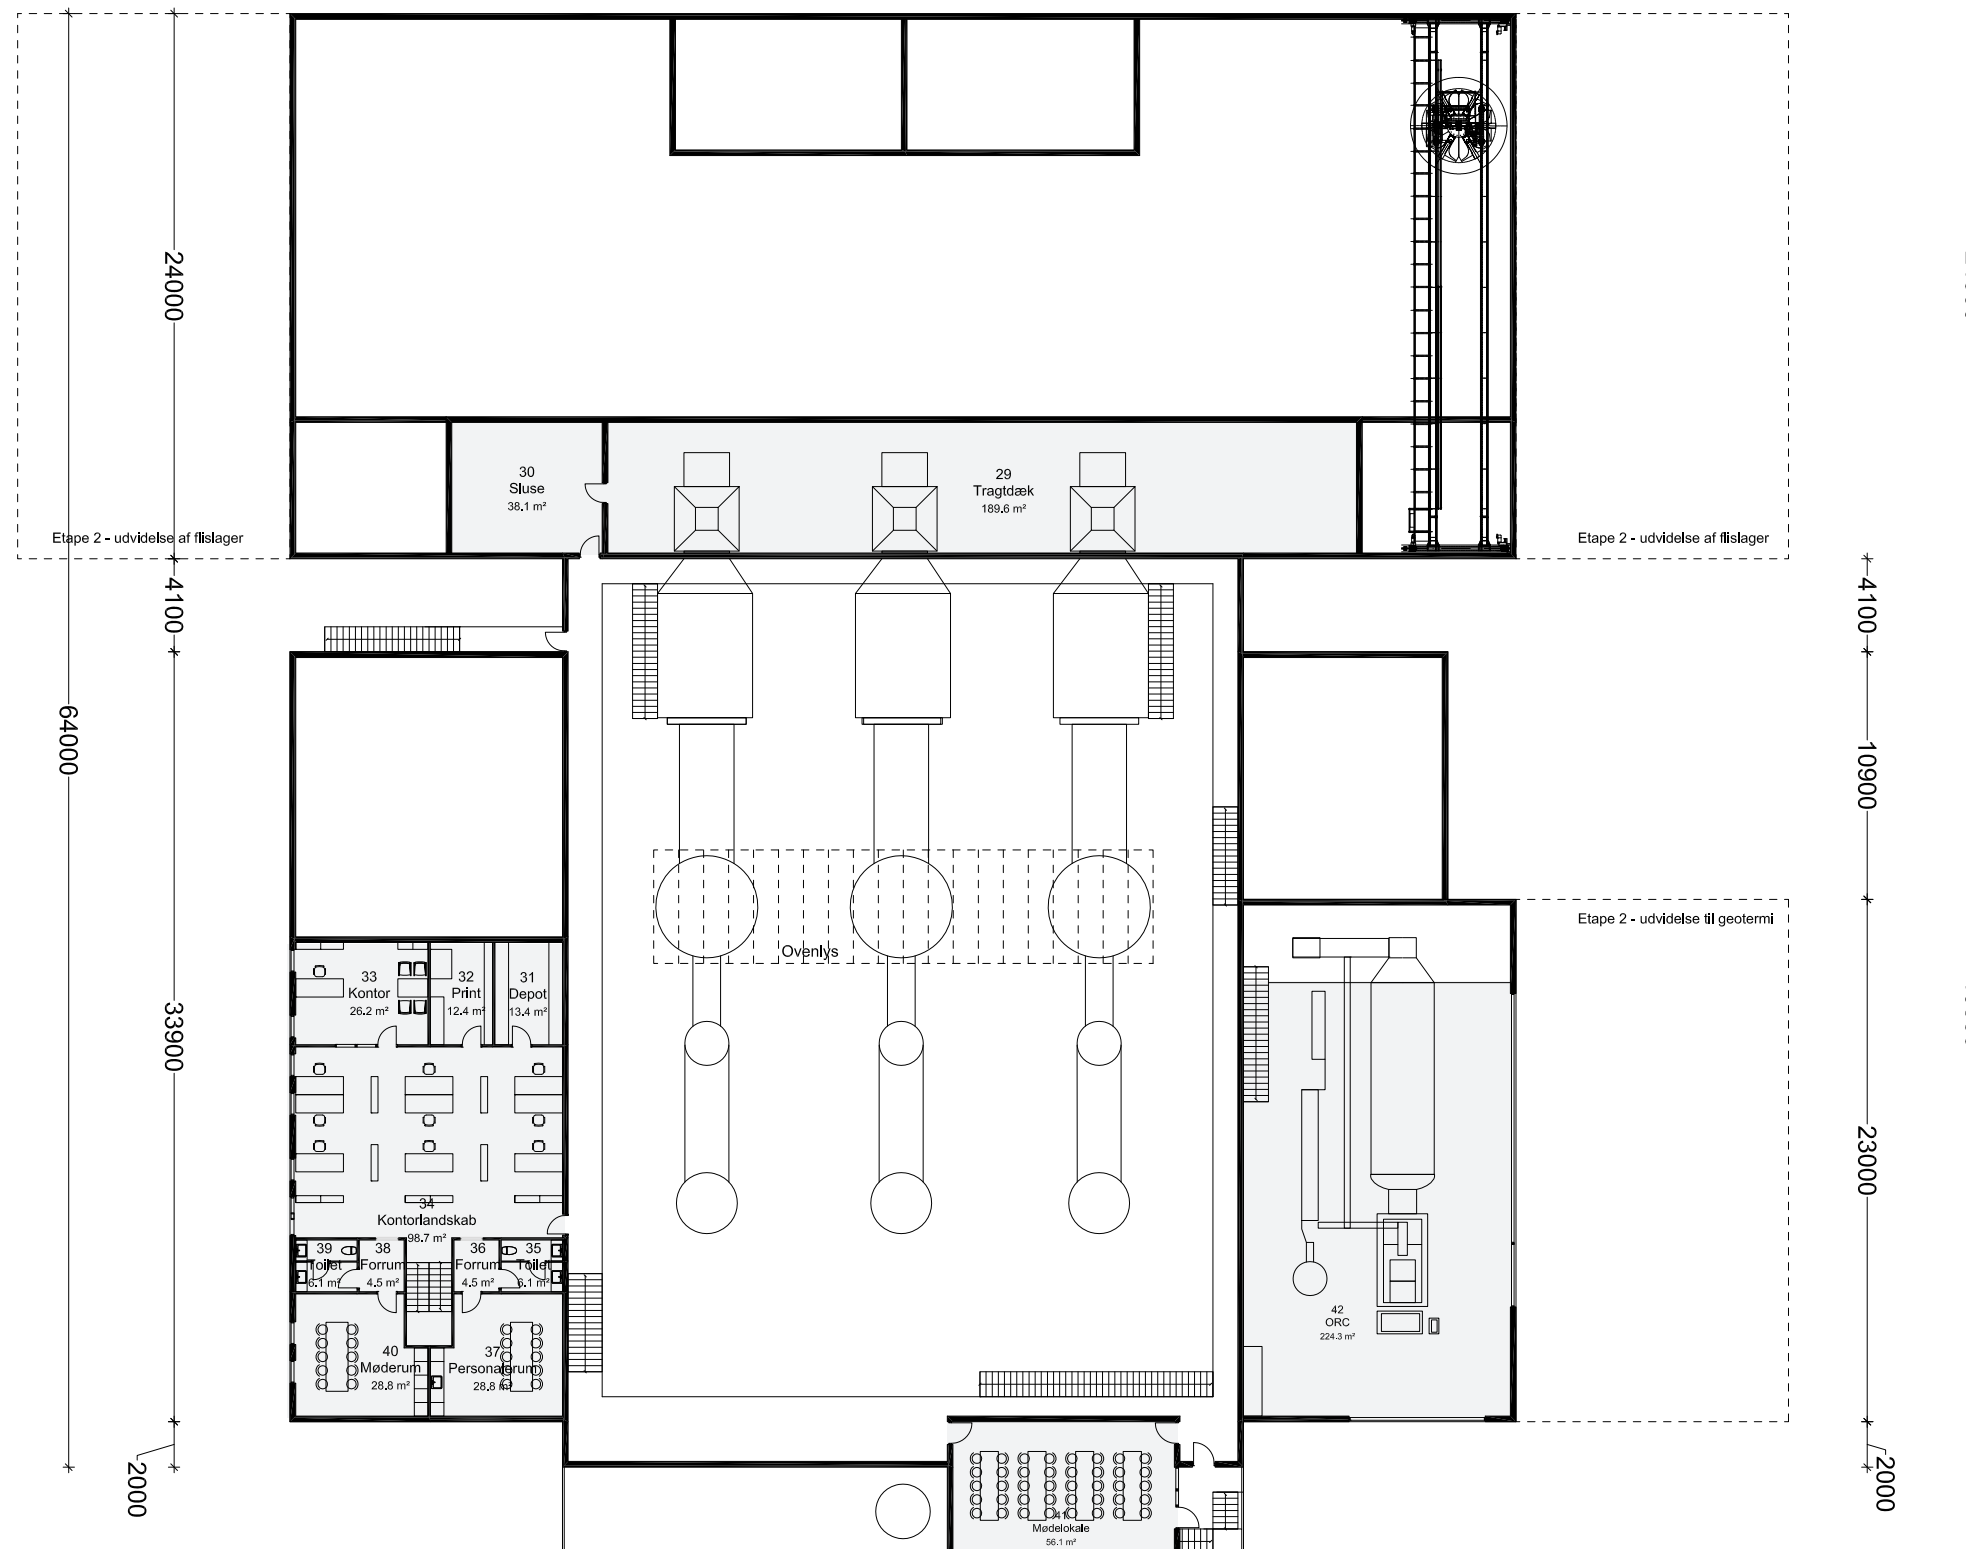 24000
30
Sluse
38.1 m²
29
Tragtdæk
189.6 m²
Etape 2 - udvidelse af flislager
Etape 2 - udvidelse af flislager
4100
4100
64000
10900
Etape 2 - udvidelse til geotermi
Ovenlys
33
Kontor
26.2 m²
32
Print
12.4 m²
31
Depot
13.4 m²
33900
23000
34
Kontorlandskab
98.7 m²
39
Toilet
6.1 m²
38
Forrum
4.5 m²
36
Forrum
4.5 m²
35
Toilet
6.1 m²
40
Møderum
28.8 m²
37
Personalerum
28.8 m²
42
ORC
224.3 m²
2000
2000
41
Mødelokale
56.1 m²